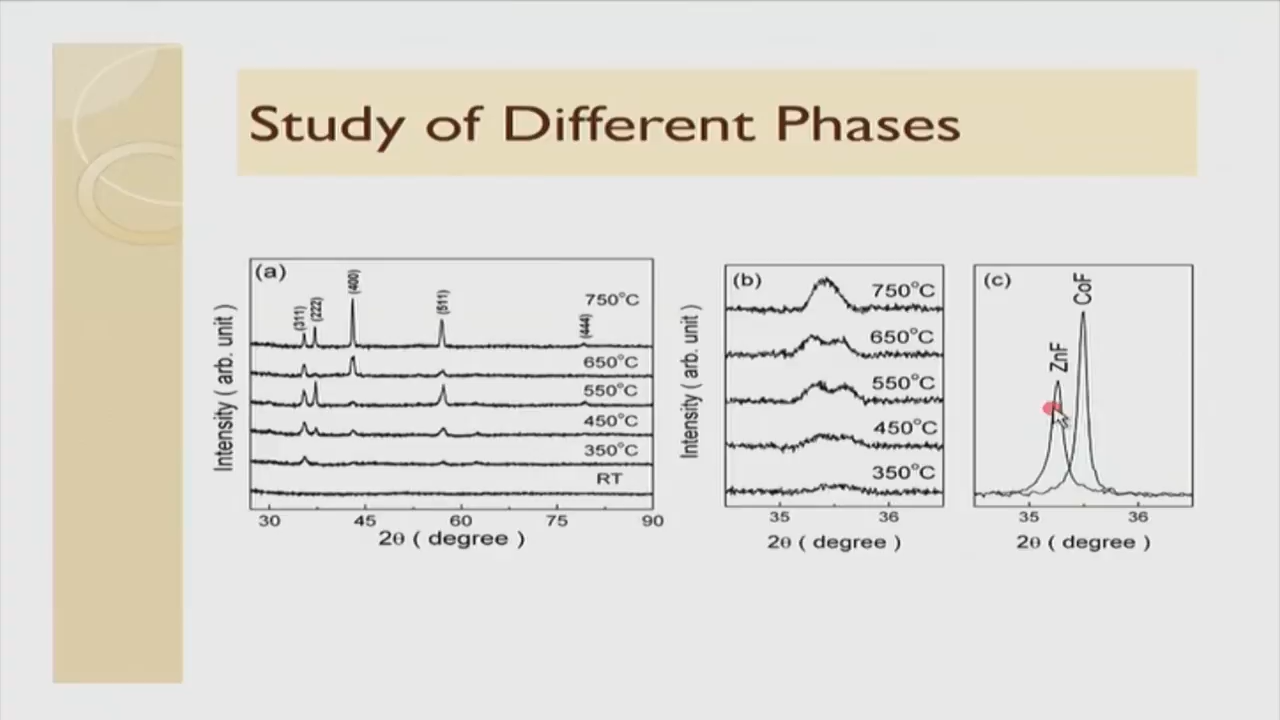 Study of Different Phases
(a)
(311)
(222)
(400)
(511)
(444)
750°C
650°C
550°C
450°C
350°C
RT
Intensity ( arb. unit )
30 45 60 75 90
2θ ( degree )
(b)
750°C
650°C
550°C
450°C
350°C
Intensity ( arb. unit )
35 36
2θ ( degree )
(c)
ZnF
CoF
35 36
2θ ( degree )